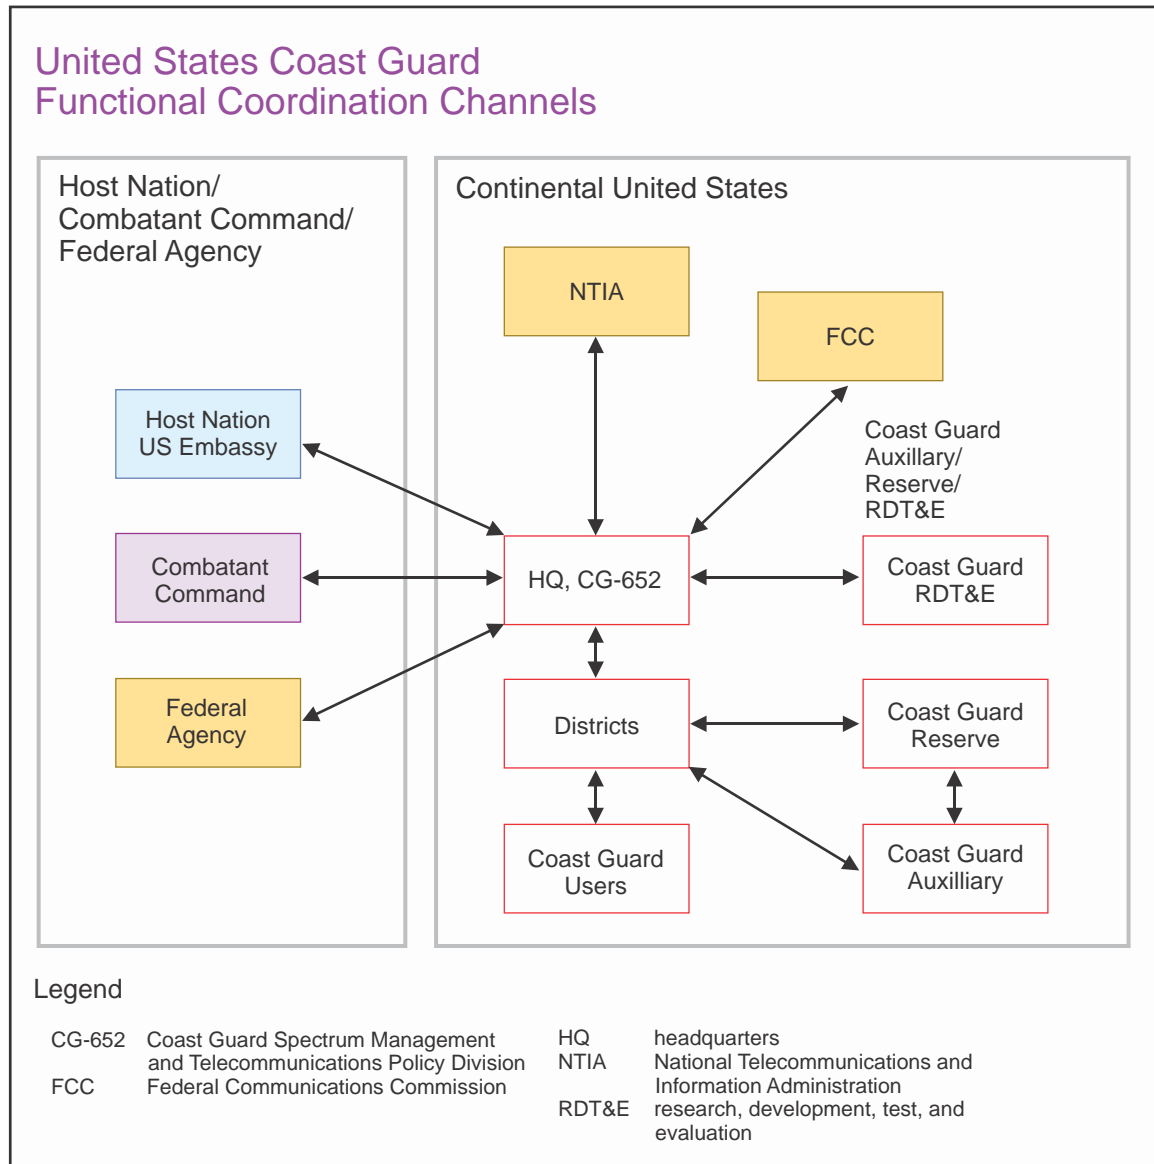 United States Coast Guard
Functional Coordination Channels
Host Nation/
Combatant Command/
Federal Agency
Host Nation
US Embassy
Combatant
Command
Federal
Agency
Continental United States
NTIA
FCC
Coast Guard
Auxillary/
Reserve/
RDT&E
HQ, CG-652
Coast Guard
RDT&E
Districts
Coast Guard
Reserve
Coast Guard
Users
Coast Guard
Auxilliary
Legend
CG-652 Coast Guard Spectrum Management
and Telecommunications Policy Division
FCC Federal Communications Commission
HQ headquarters
NTIA National Telecommunications and
Information Administration
RDT&E research, development, test, and
evaluation